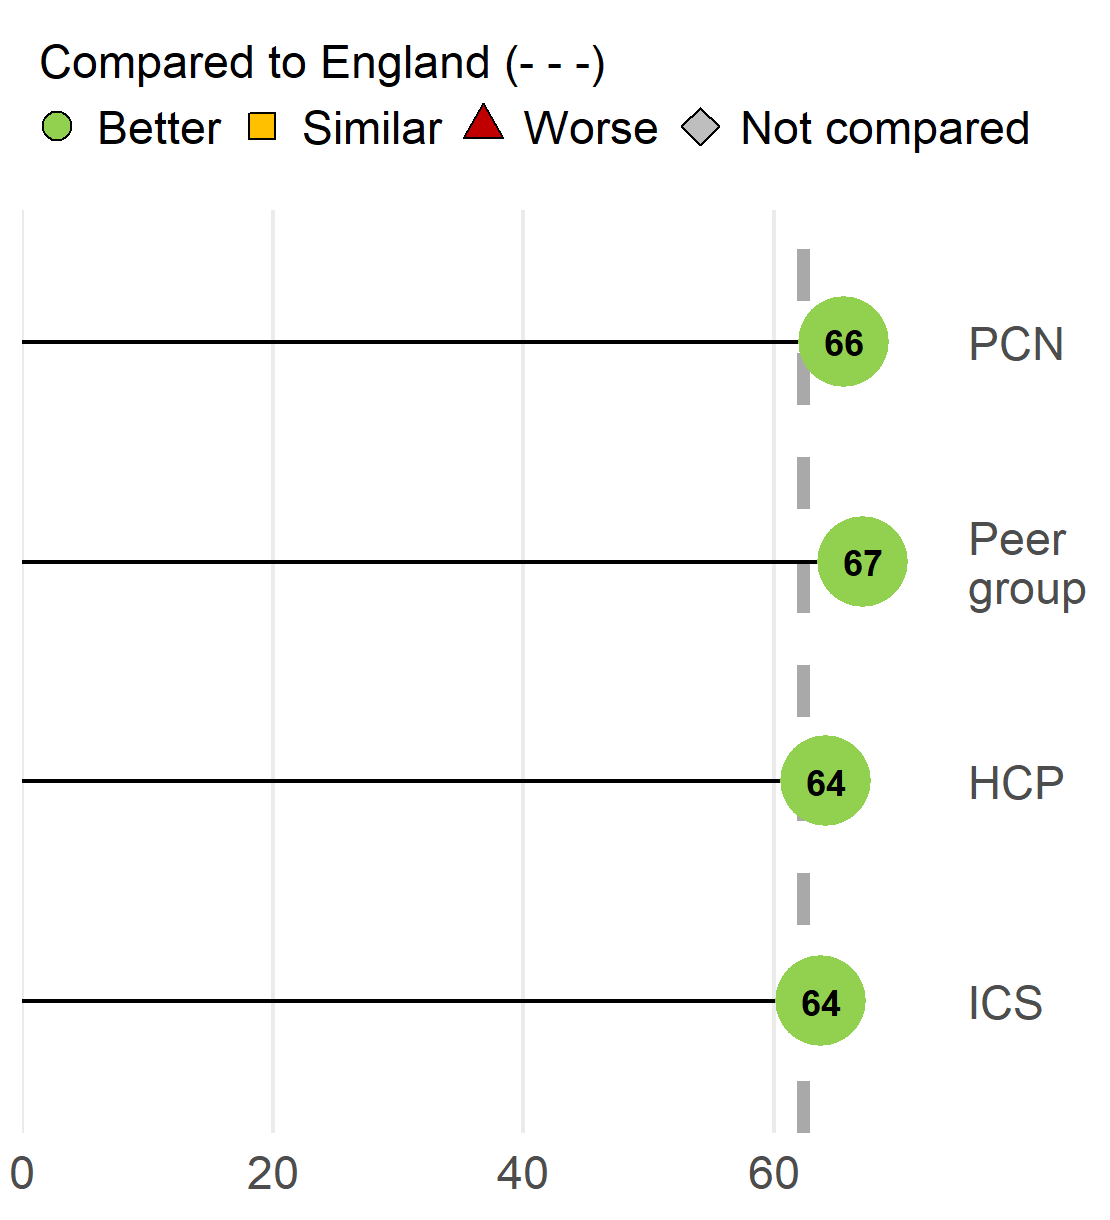 Compared to England (- - -)
Better Similar Worse Not compared
66 PCN
Peer
67
group
64 HCP
64 ICS
0 20 40 60